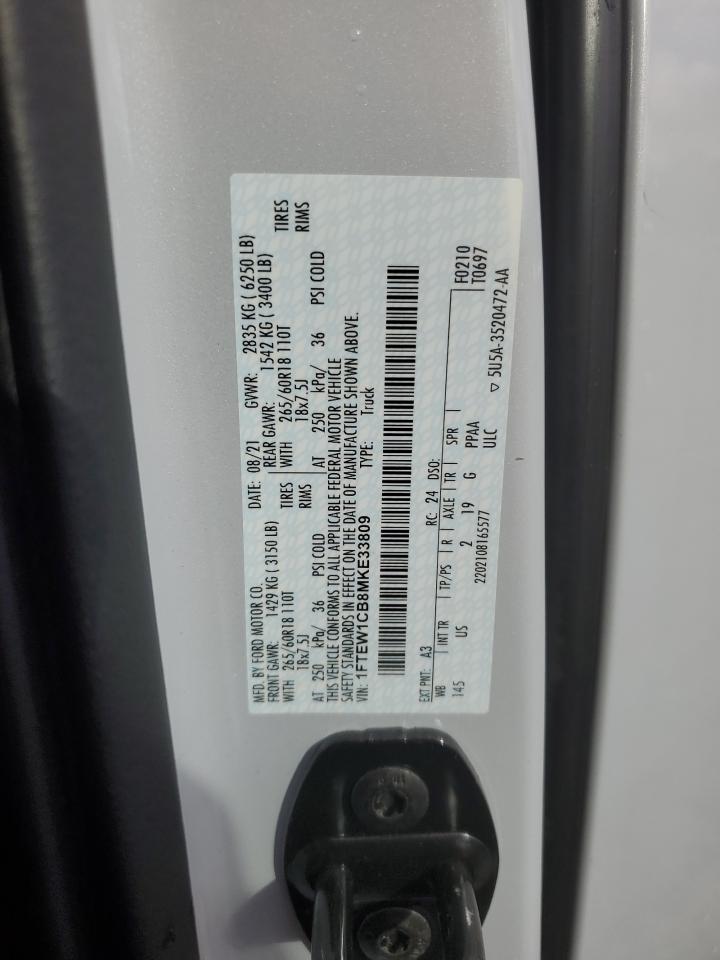 MFD. BY FORD MOTOR CO.
DATE: 08/21 GVWR: 2835 KG ( 6250 LB)
FRONT GAWR: 1429 KG ( 3150 LB) REAR GAWR: 1542 KG ( 3400 LB)
WITH 265/60R18 110T TIRES WITH 265/60R18 110T TIRES
18x7.5J RIMS 18x7.5J RIMS
AT 250 kPa/ 36 PSI COLD AT 250 kPa/ 36 PSI COLD
THIS VEHICLE CONFORMS TO ALL APPLICABLE FEDERAL MOTOR VEHICLE
SAFETY STANDARDS IN EFFECT ON THE DATE OF MANUFACTURE SHOWN ABOVE.
VIN: 1FTEW1CB8MKE33809 TYPE: Truck
EXT PNT: A3 RC: 24 DSO: F0210
WB INT TR TP/PS R AXLE TR SPR T0697
145 US 2 19 G PPAA
2202108165577 ULC
▽ 5U5A-3520472-AA